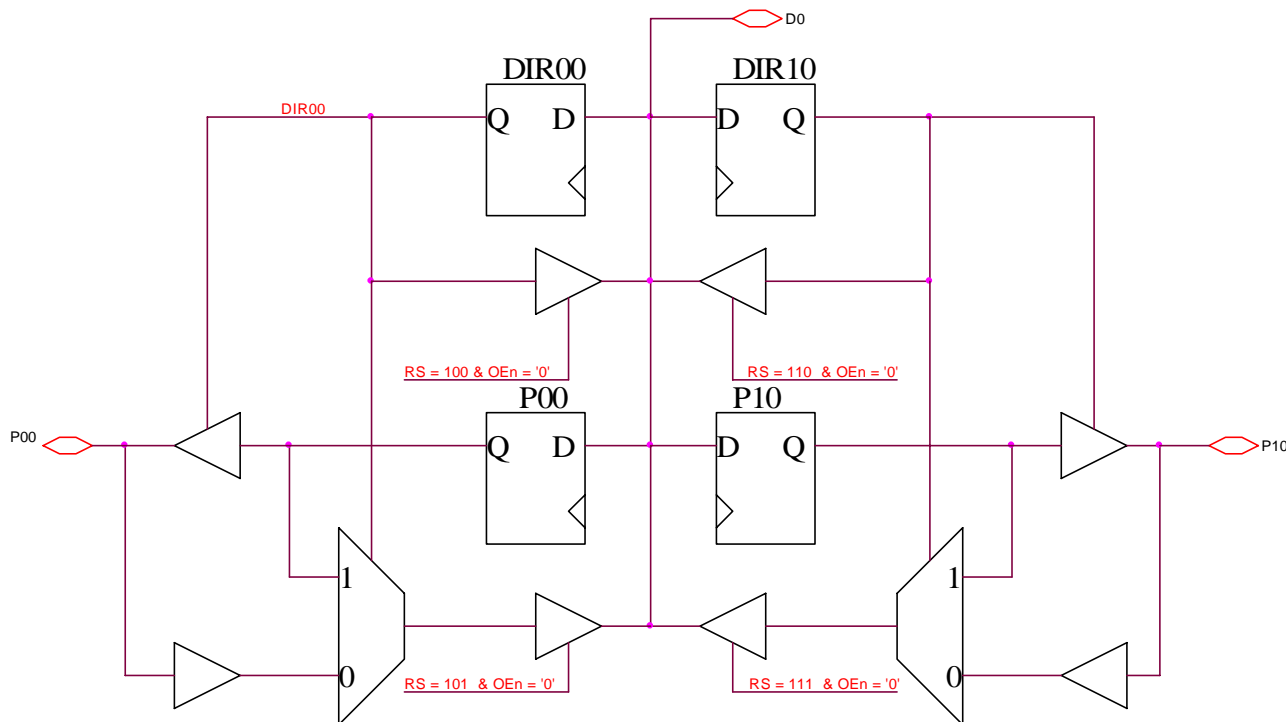 D0
DIR00
DIR10
DIR00
Q
D
D
Q
RS = 100 & OEn = '0'
RS = 110  & OEn = '0'
P00
P10
P00
Q
D
D
Q
P10
1
1
0
0
RS = 101  & OEn = '0'
RS = 111  & OEn = '0'